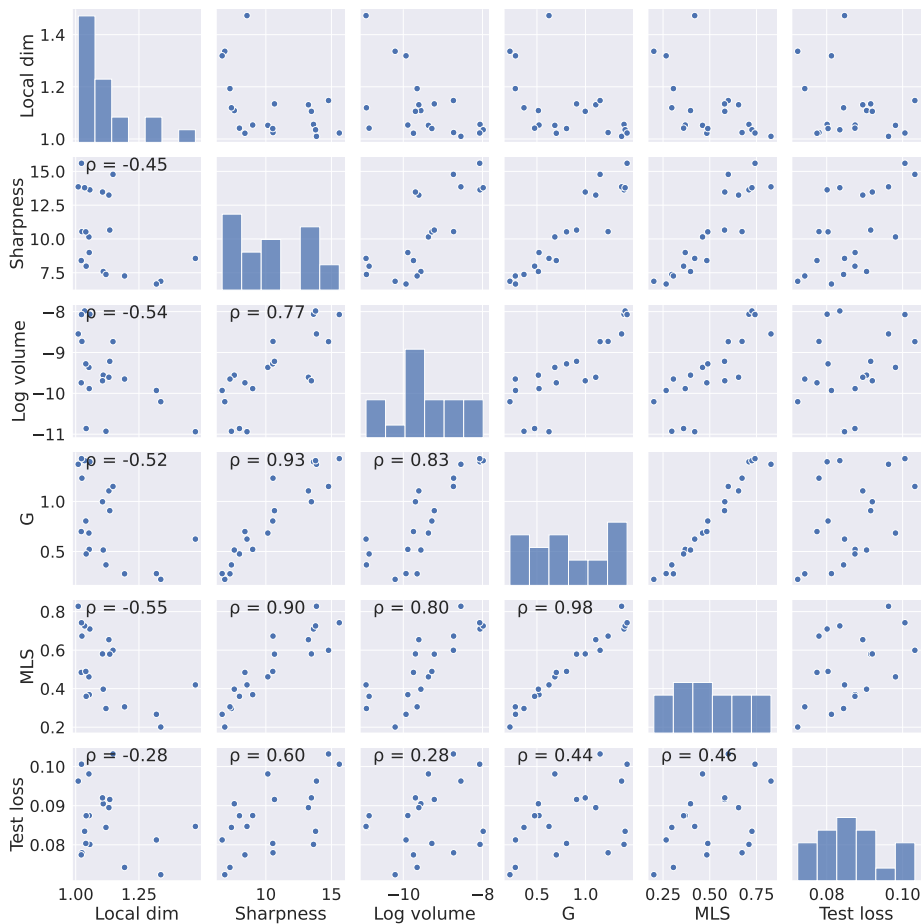 1.4
1.2
1.0
Local dim
15.0
12.5
10.0
7.5
Sharpness
ρ = -0.45
−8
−9
−10
−11
Log volume
ρ = -0.54
ρ = 0.77
1.0
0.5
G
ρ = -0.52
ρ = 0.93
ρ = 0.83
0.8
0.6
0.4
0.2
MLS
ρ = -0.55
ρ = 0.90
ρ = 0.80
ρ = 0.98
0.10
0.09
0.08
Test loss
ρ = -0.28
ρ = 0.60
ρ = 0.28
ρ = 0.44
ρ = 0.46
1.00 1.25
10 15
−10 −8
0.5 1.0
0.25 0.50 0.75
0.08 0.10
Local dim
Sharpness
Log volume
G
MLS
Test loss